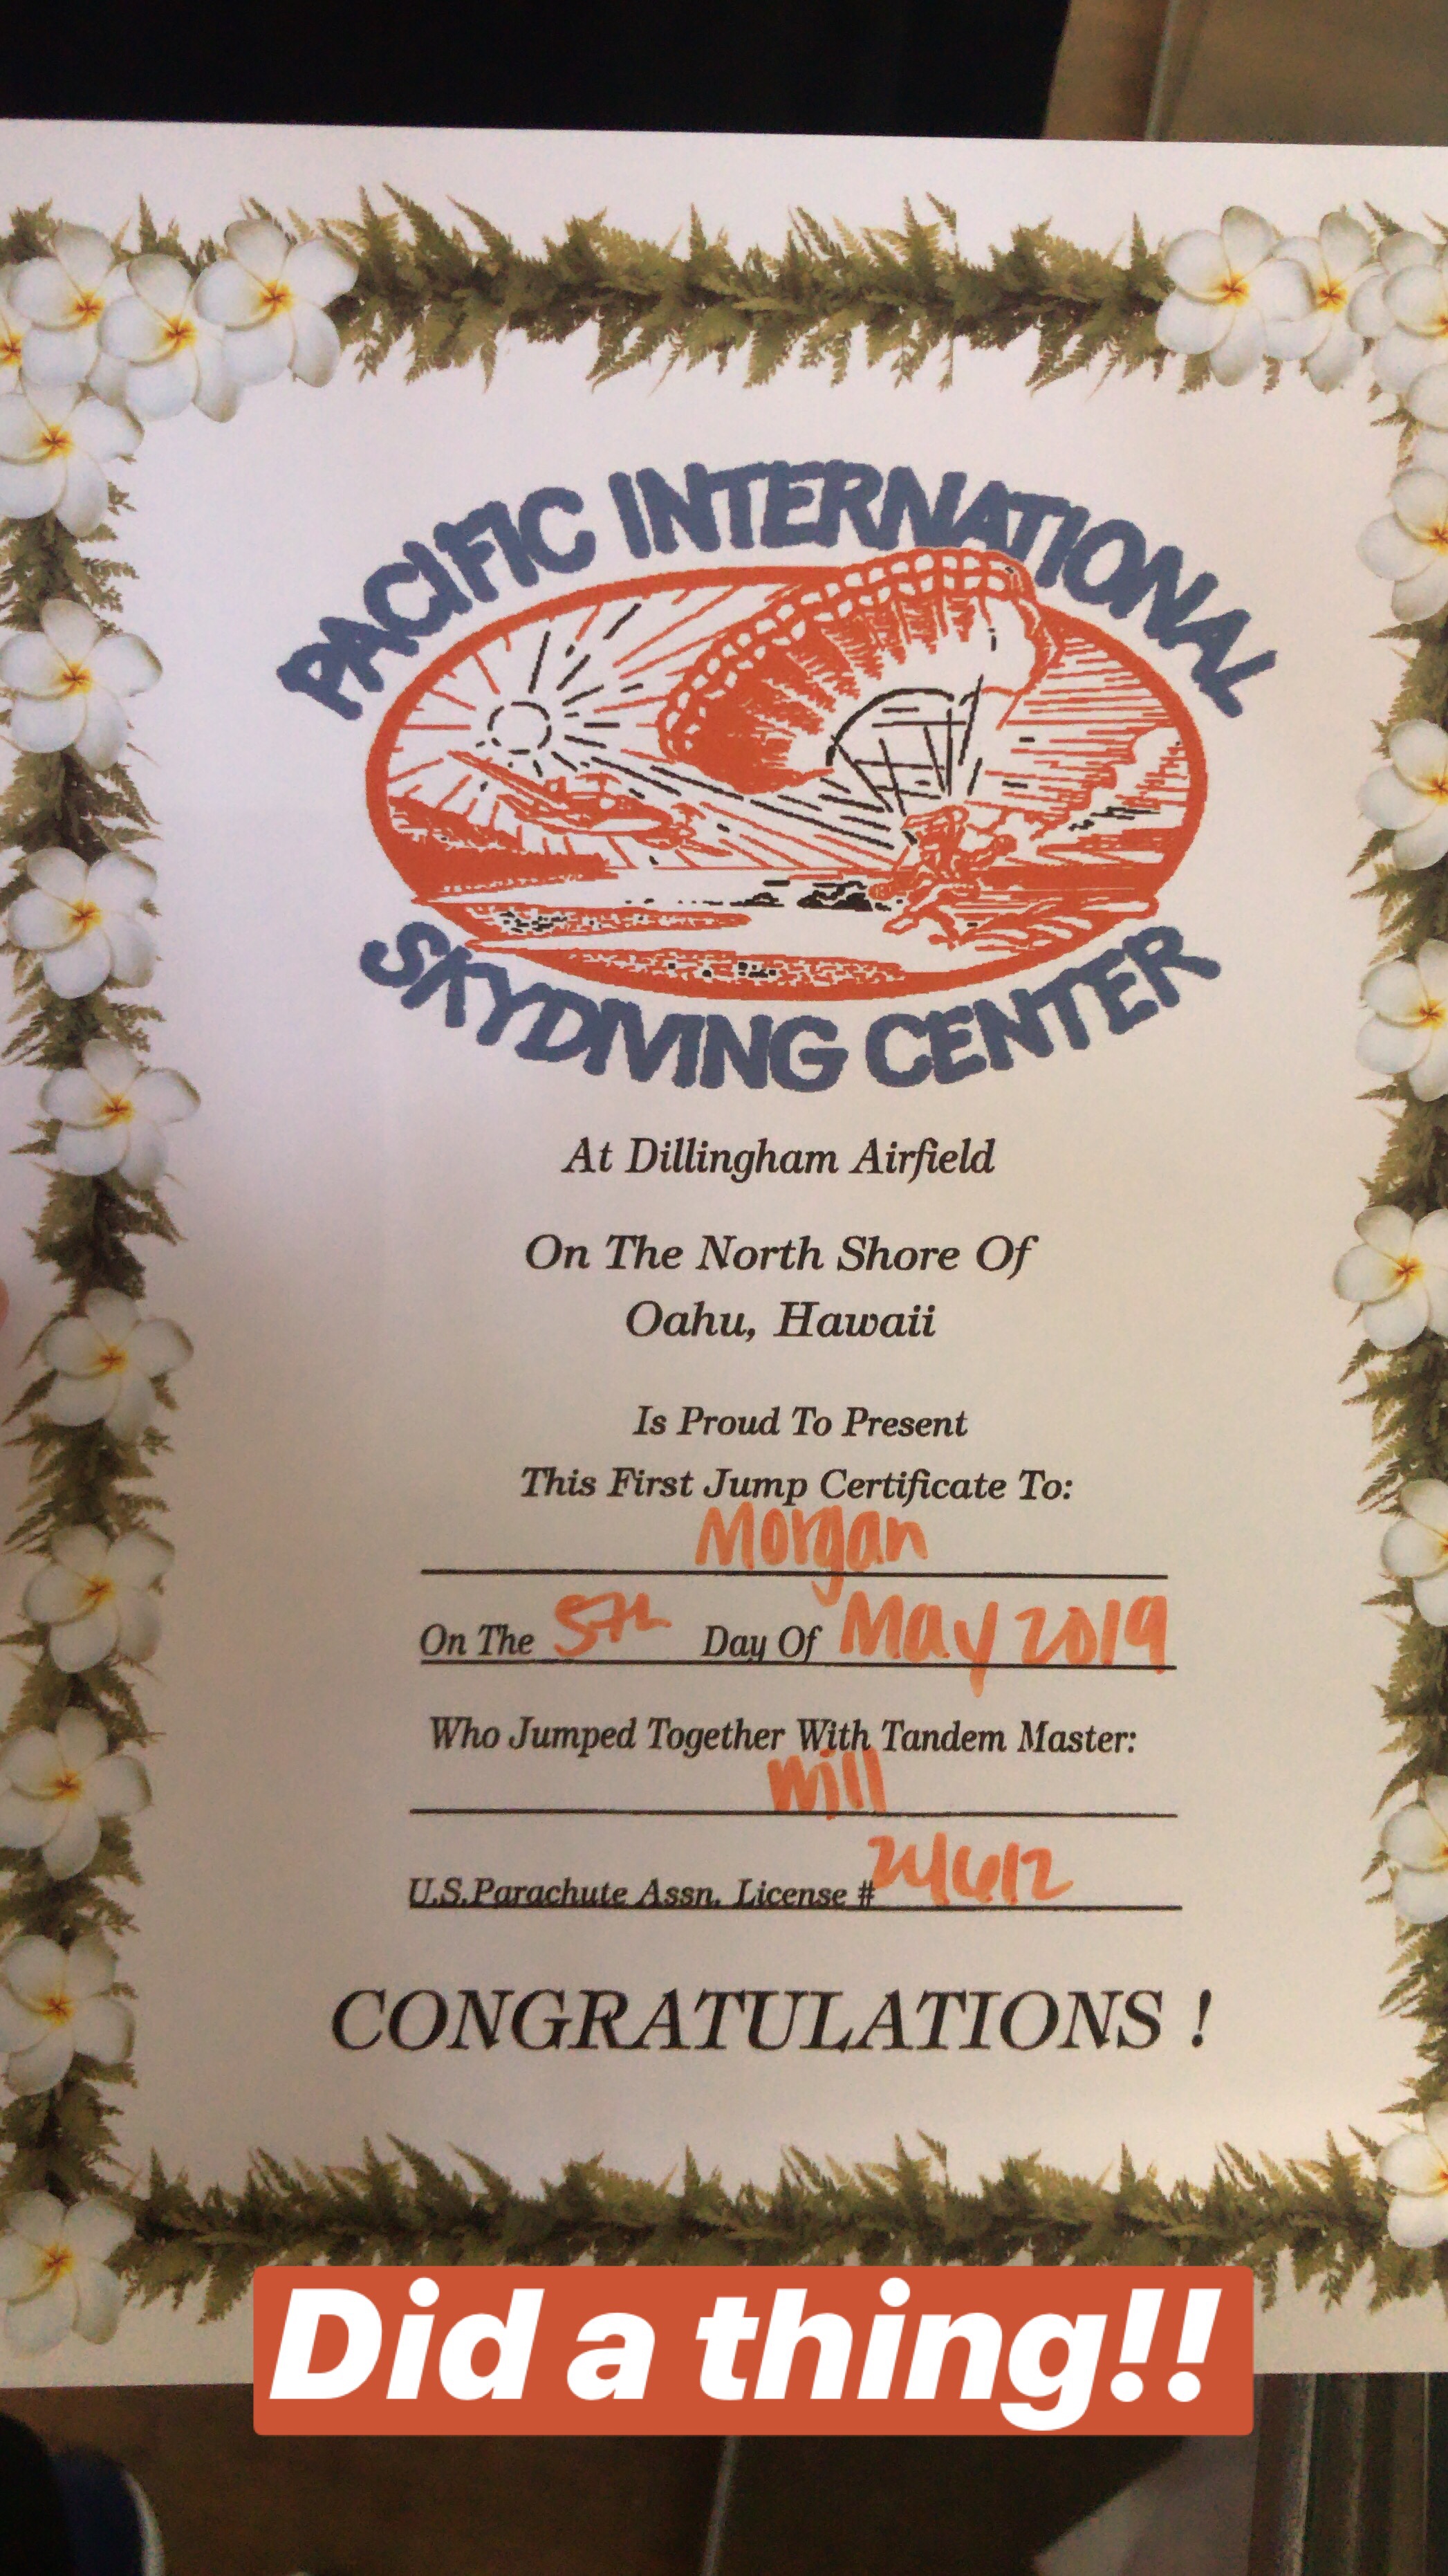 PACIFIC INTERNATIONAL
SKYDIVING CENTER
At Dillingham Airfield
On The North Shore Of
Oahu, Hawaii
Is Proud To Present
This First Jump Certificate To:
Morgan
On The 5th Day Of May 2019
Who Jumped Together With Tandem Master:
Will
U.S.Parachute Assn. License #
CONGRATULATIONS !
Did a thing!!